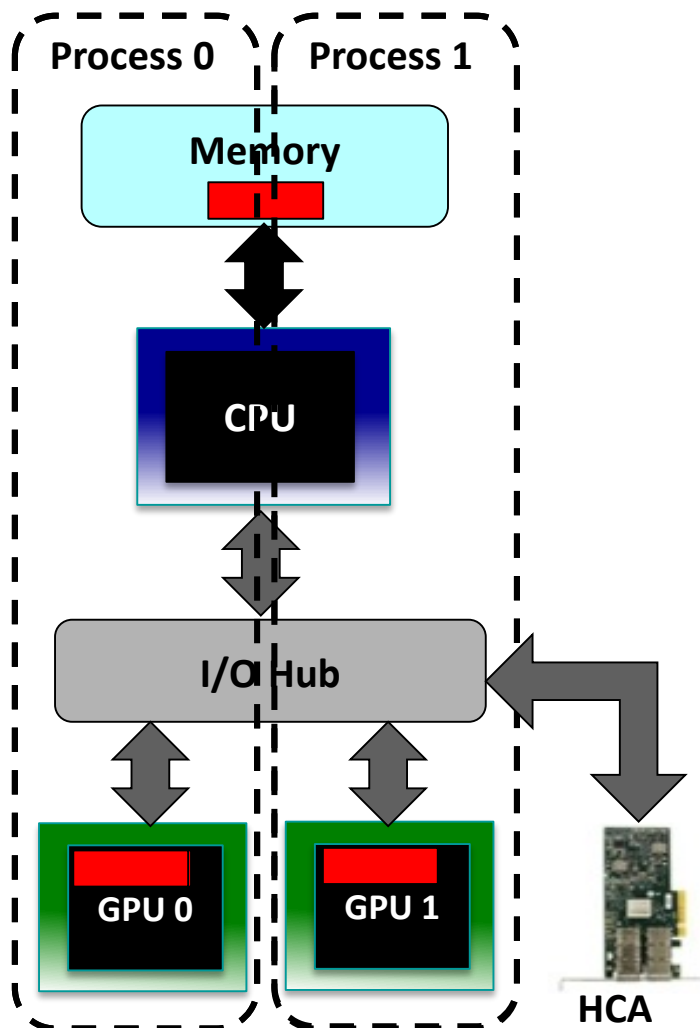 Process 0
Process 1
Memory
CPU
I/O Hub
GPU 0
GPU 1
HCA